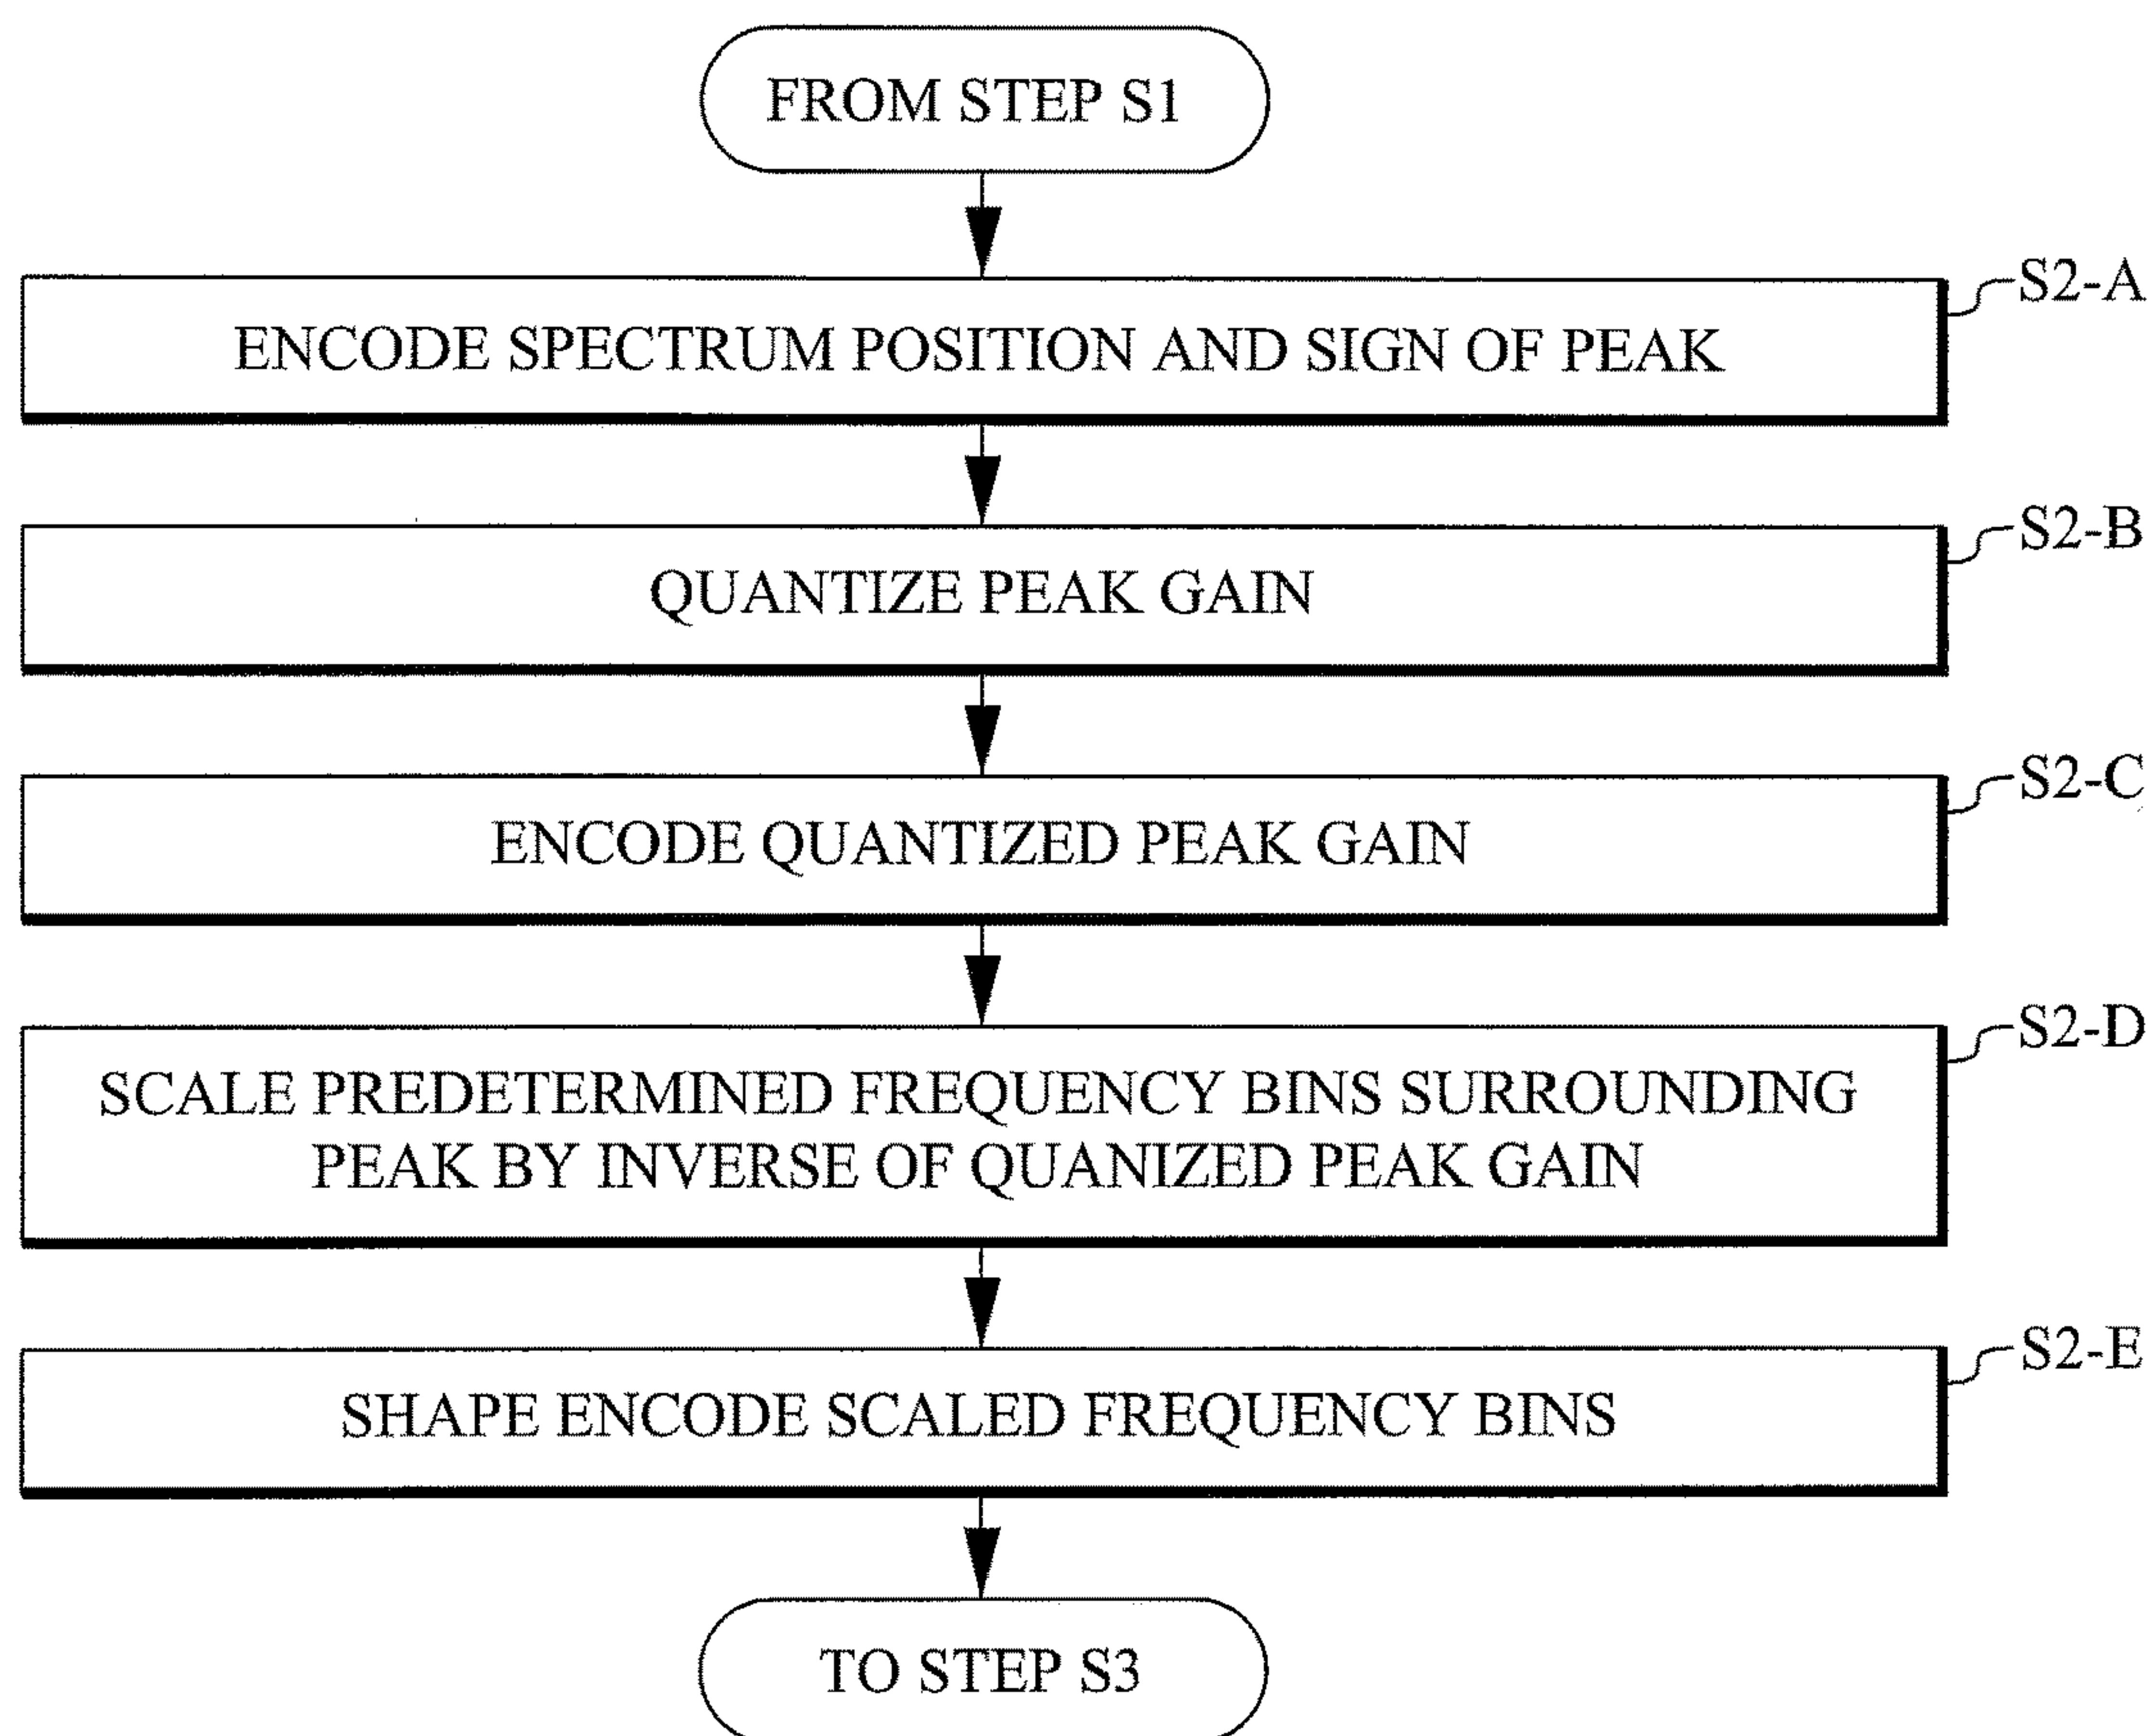 FROM STEP S1
S2-A
ENCODE SPECTRUM POSITION AND SIGN OF PEAK
S2-B
QUANTIZE PEAK GAIN
S2-C
ENCODE QUANTIZED PEAK GAIN
S2-D
SCALE PREDETERMINED FREQUENCY BINS SURROUNDING
PEAK BY INVERSE OF QUANIZED PEAK GAIN
S2-E
SHAPE ENCODE SCALED FREQUENCY BINS
TO STEP S3